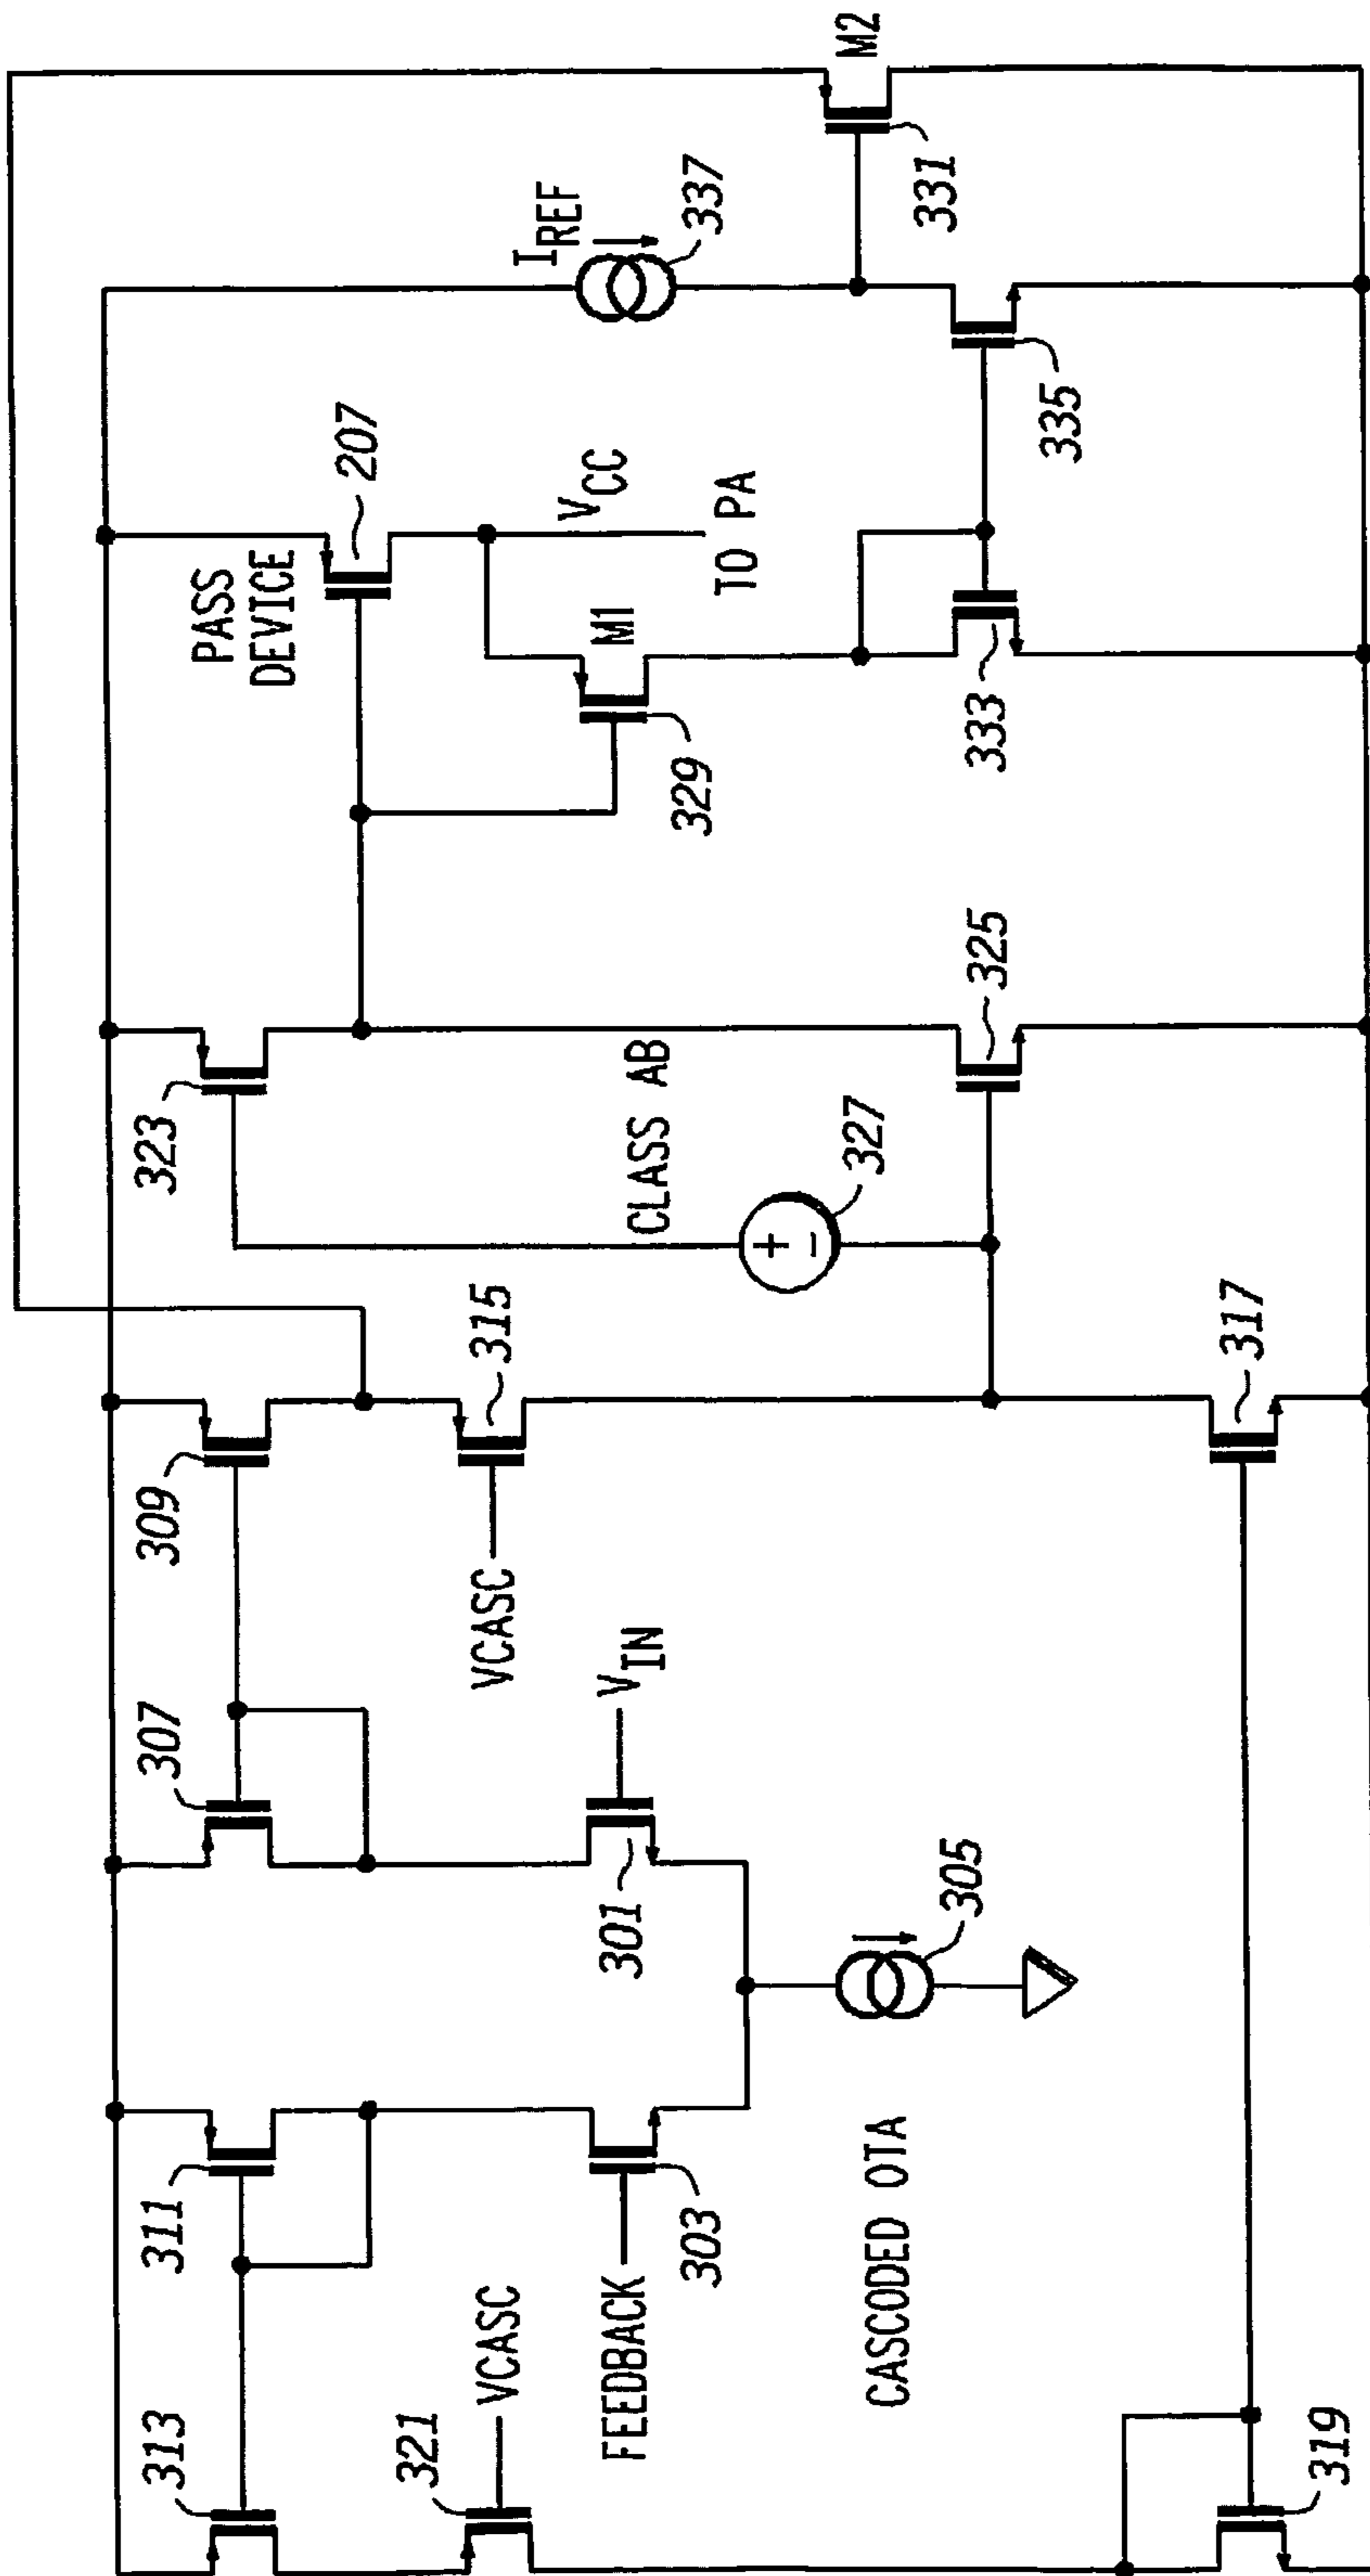 M2
331
I_REF
337
PASS
DEVICE
207
V_CC
TO PA
M1
329
335
333
323
CLASS AB
327
325
309
315
VCASC
317
307
V_IN
301
305
311
303
FEEDBACK
CASCODED OTA
313
321
VCASC
319